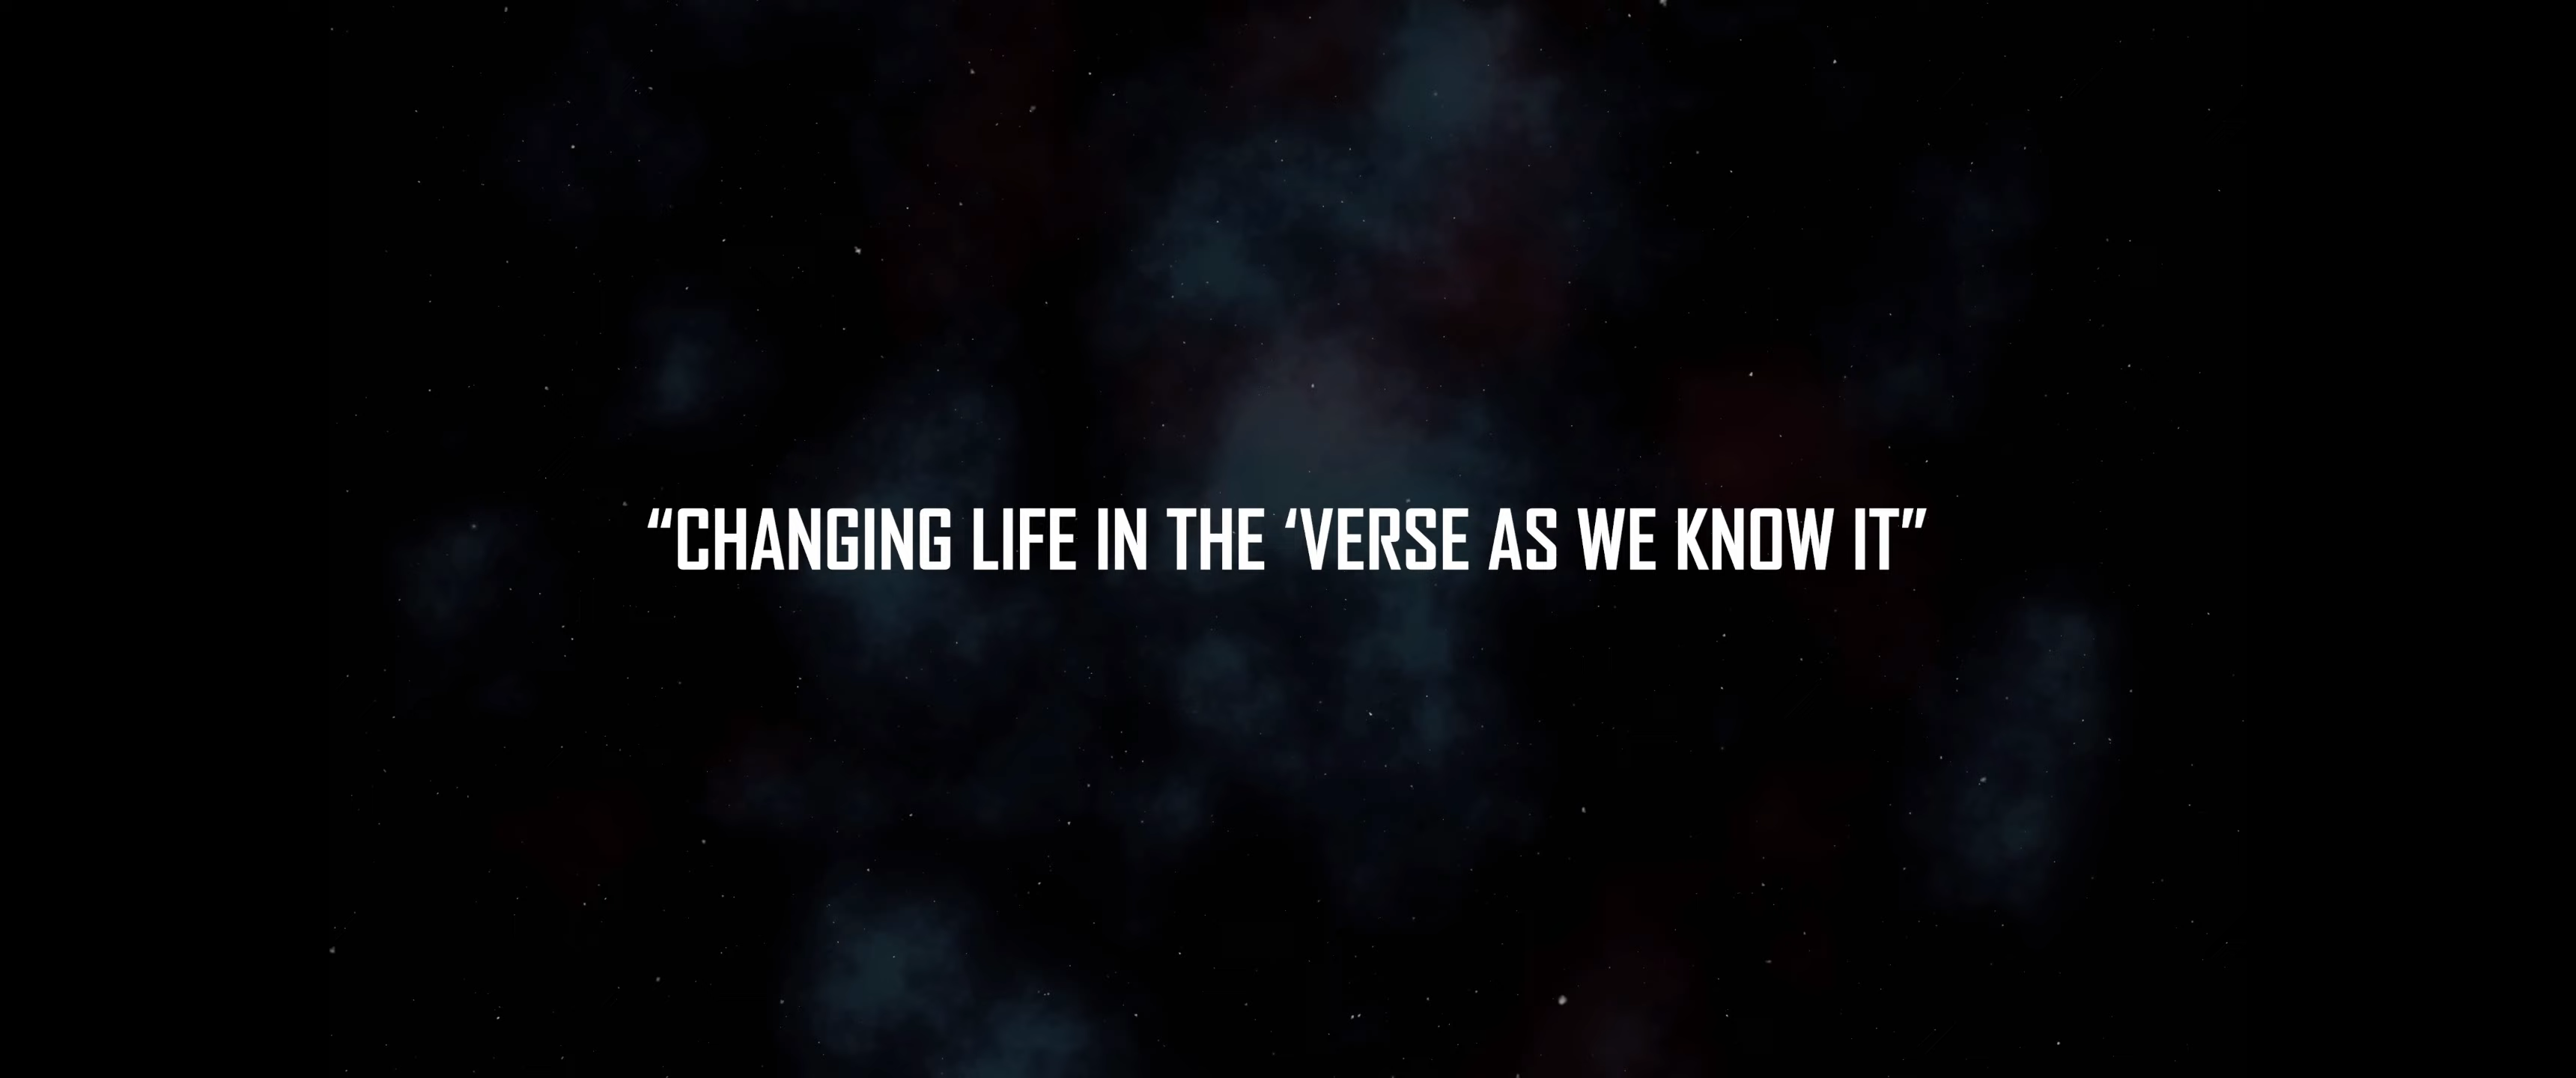 “CHANGING LIFE IN THE ‘VERSE AS WE KNOW IT”